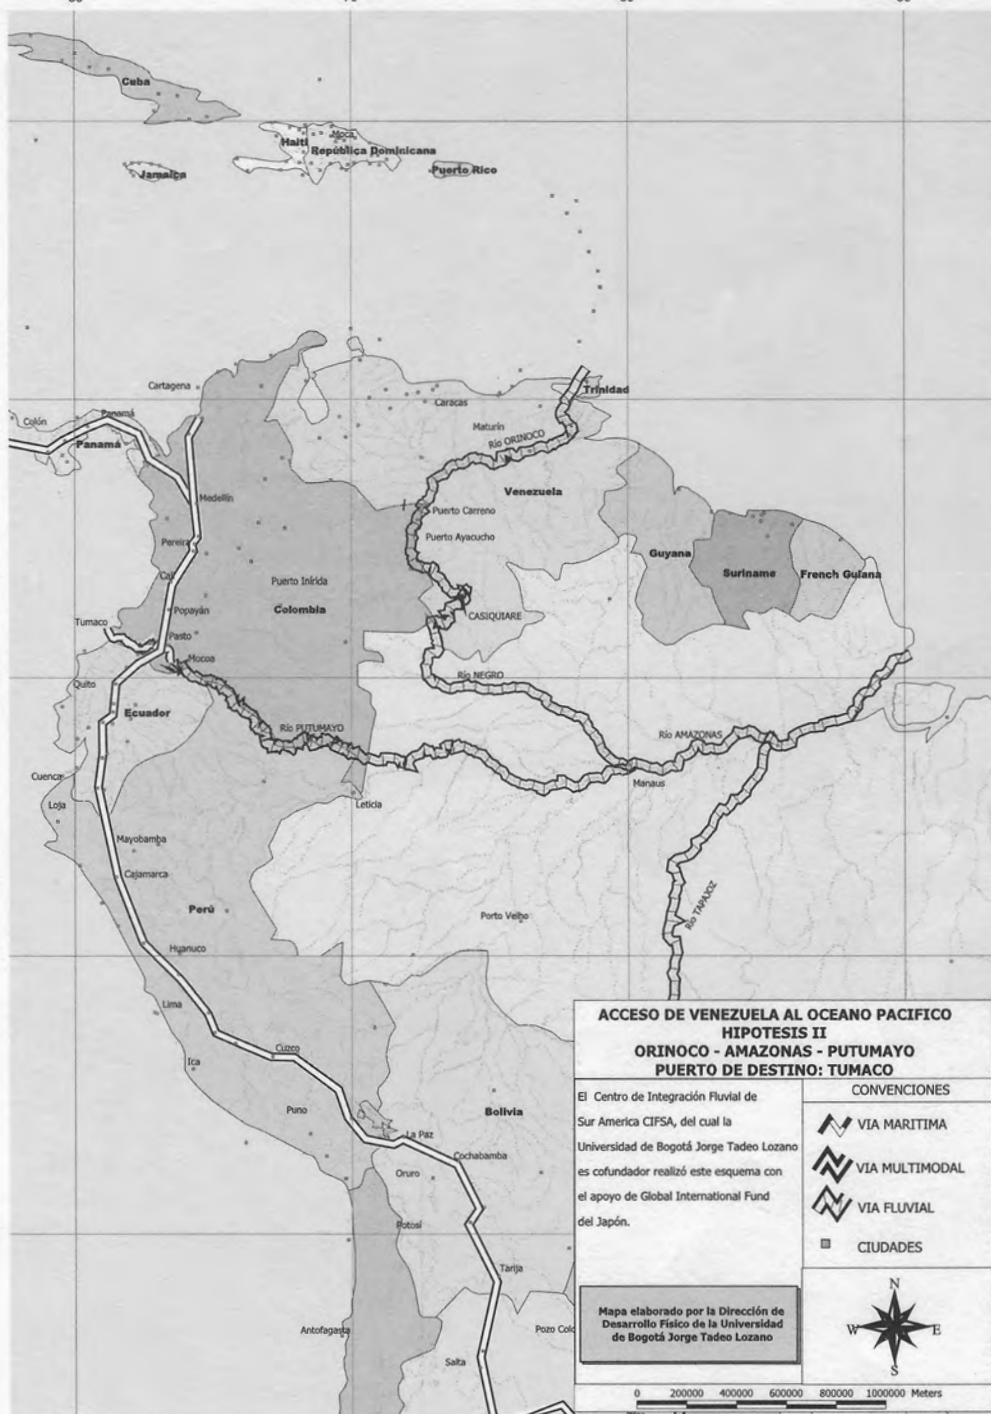 Cuba
Haití
Moca
República Dominicana
Jamaica
Puerto Rico
Cartagena
Trinidad
Caracas
Colón
Panamá
Panamá
Maturín
Río ORINOCO
Venezuela
Medellín
Puerto Carreno
Puerto Ayacucho
Pereira
Guyana
Suriname
French Guiana
Cali
Puerto Inírida
Popayán
Colombia
CASIQUIARE
Tumaco
Pasto
Mocoa
Río NEGRO
Quito
Ecuador
Río PUTUMAYO
Río AMAZONAS
Cuenca
Manaus
Loja
Leticia
Mayobamba
Cajamarca
Perú
Porto Velho
Río TAPAJOZ
Huanuco
Lima
Cuzco
Ica
Puno
Bolivia
La Paz
Cochabamba
Oruro
Potosí
Tarija
Antofagasta
Pozo Colo
Salta
ACCESO DE VENEZUELA AL OCEANO PACIFICO
HIPOTESIS II
ORINOCO - AMAZONAS - PUTUMAYO
PUERTO DE DESTINO: TUMACO
El Centro de Integración Fluvial de
Sur America CIFSA, del cual la
Universidad de Bogotá Jorge Tadeo Lozano
es cofundador realizó este esquema con
el apoyo de Global International Fund
del Japón.
CONVENCIONES
VIA MARITIMA
VIA MULTIMODAL
VIA FLUVIAL
CIUDADES
Mapa elaborado por la Dirección de
Desarrollo Físico de la Universidad
de Bogotá Jorge Tadeo Lozano
N
W E
S
0 200000 400000 600000 800000 1000000 Meters